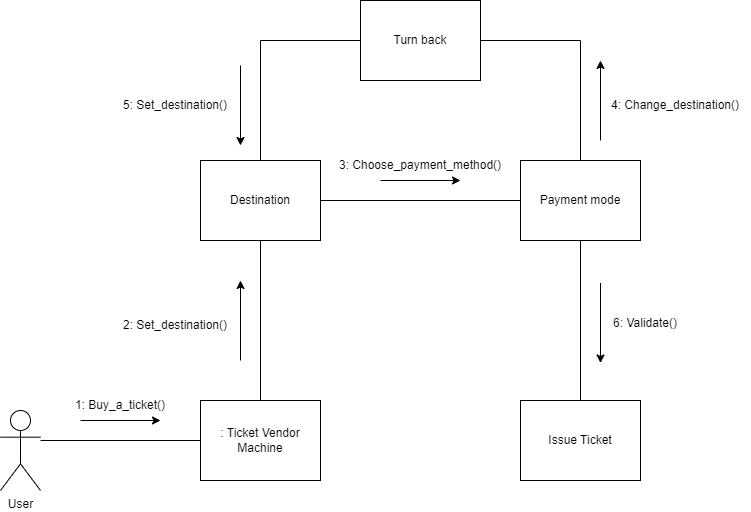 Turn back
5: Set_destination()
4: Change_destination()
3: Choose_payment_method()
Destination
Payment mode
2: Set_destination()
6: Validate()
1: Buy_a_ticket()
: Ticket Vendor
Machine
Issue Ticket
User